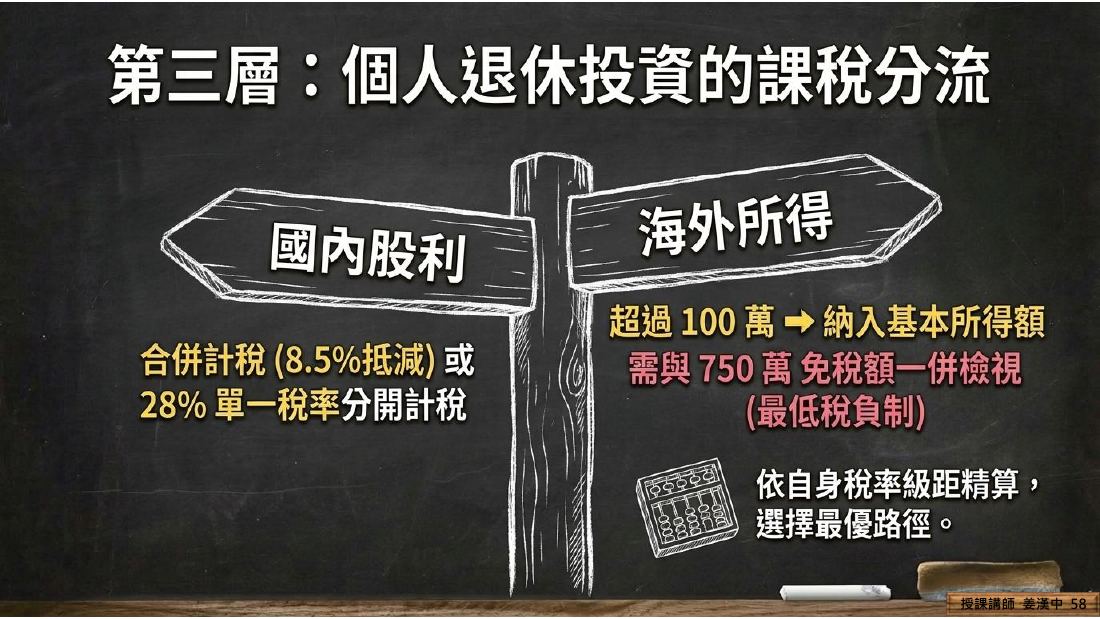 第三層：個人退休投資的課稅分流
國內股利
海外所得
合併計稅 (8.5%抵減) 或
28% 單一稅率分開計稅
超過 100 萬 ➡ 納入基本所得額
需與 750 萬 免稅額一併檢視
(最低稅負制)
依自身稅率級距精算，
選擇最優路徑。
授課講師 姜漢中 58